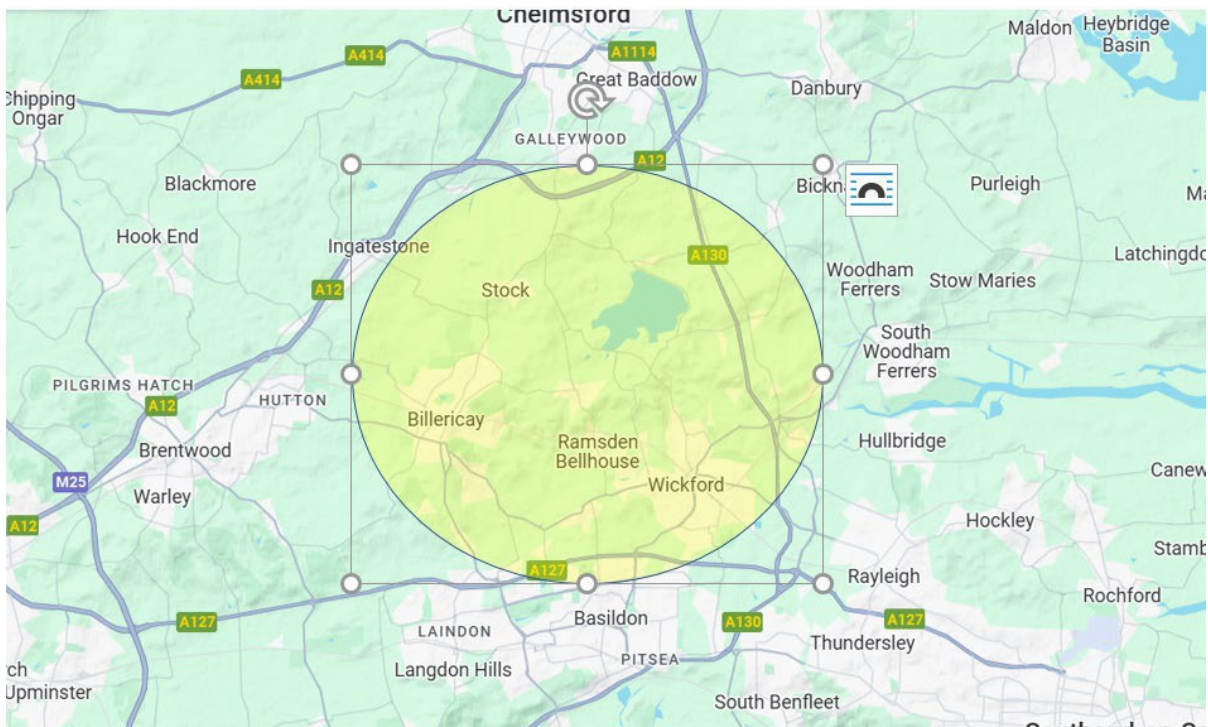 Chelmsford
Heybridge
Basin
Maldon
A414
A1114
A414
Great Baddow
Danbury
Chipping
Ongar
GALLEYWOOD
A12
Blackmore
Purleigh
Hook End
Ingatestone
A130
Woodham
Ferrers
Stow Maries
A12
Stock
South
Woodham
Ferrers
PILGRIMS HATCH
HUTTON
A12
Billericay
Hullbridge
Brentwood
Ramsden
Bellhouse
M25
Warley
Wickford
A12
Hockley
A127
Rayleigh
Rochford
A127
LAINDON
Basildon
A130
A127
Thundersley
Langdon Hills
PITSEA
Upminster
South Benfleet